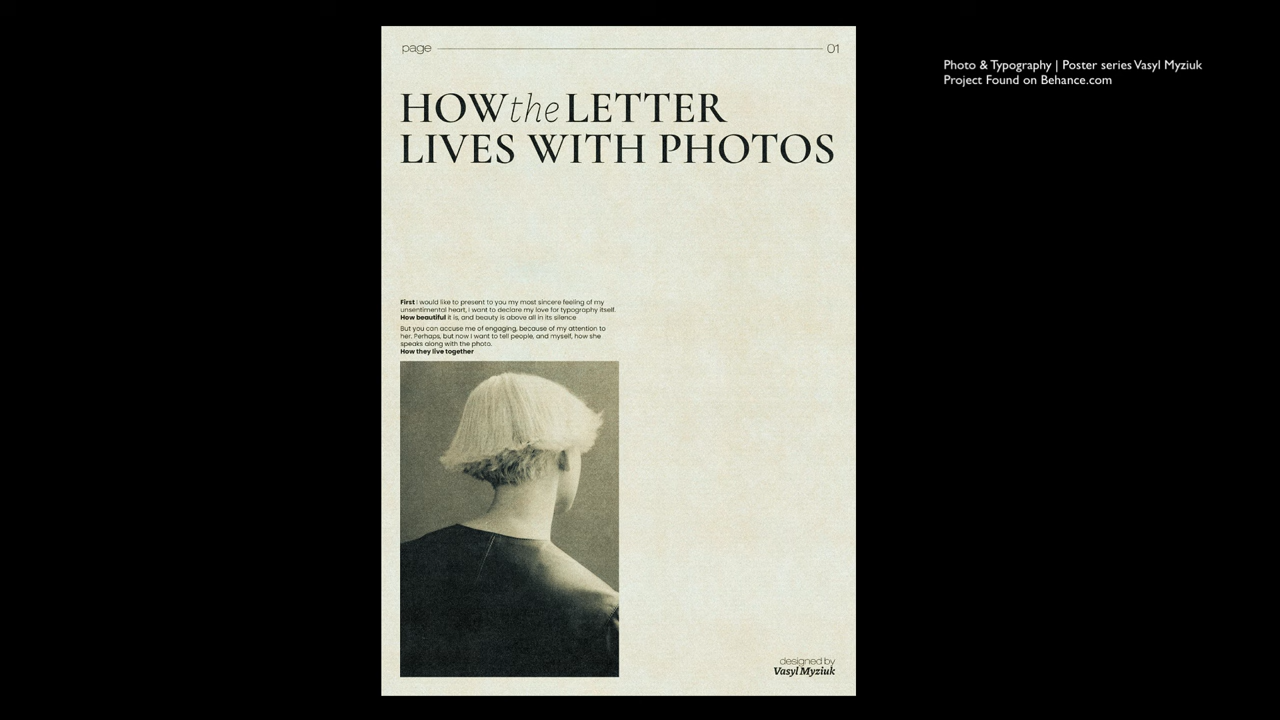 page 01
HOW the LETTER
LIVES WITH PHOTOS
First I would like to present to you my most sincere feeling of my
unsentimental heart, I want to declare my love for typography itself.
How beautiful it is, and beauty is above all in its silence
But you can accuse me of engaging, because of my attention to
her. Perhaps, but now I want to tell people, and myself, how she
speaks along with the photo.
How they live together
designed by
Vasyl Myziuk
Photo & Typography | Poster series Vasyl Myziuk
Project Found on Behance.com